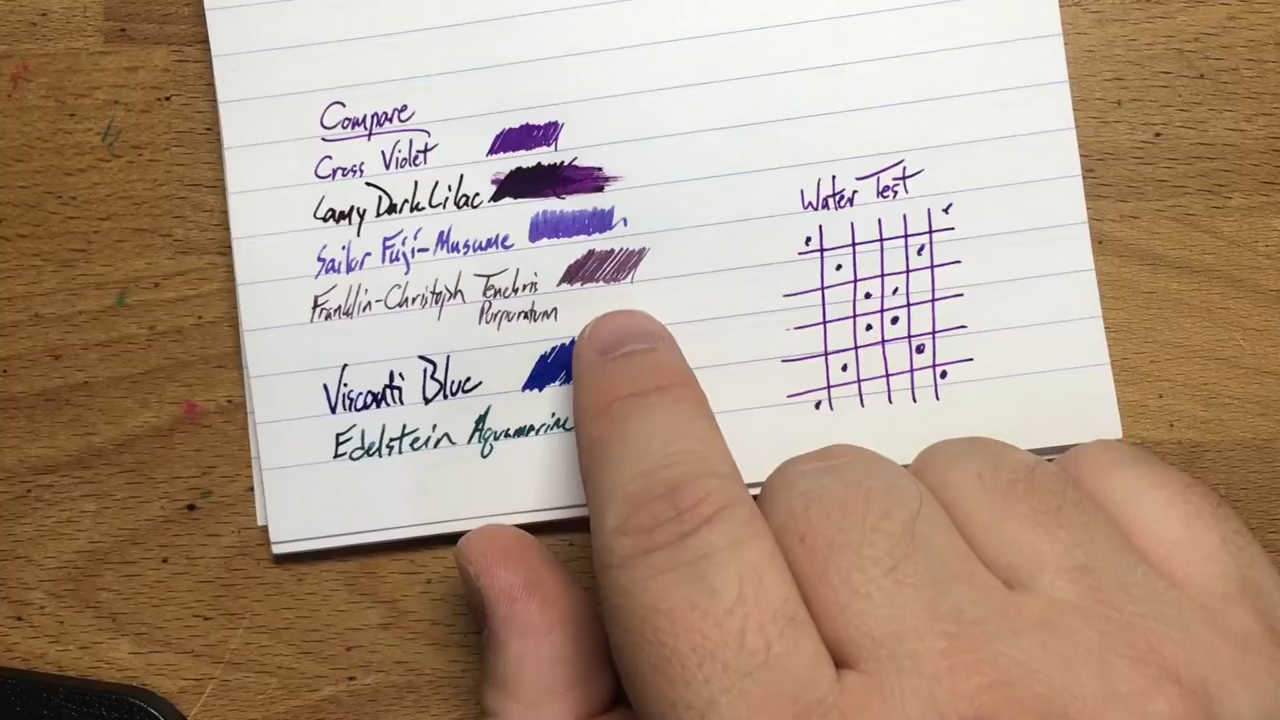 Compare
Cross Violet
Lamy Dark Lilac
Sailor Fuji-Musume
Franklin-Christoph Tenebris
Purpuratum
Visconti Blue
Edelstein Aquamarine
Water Test